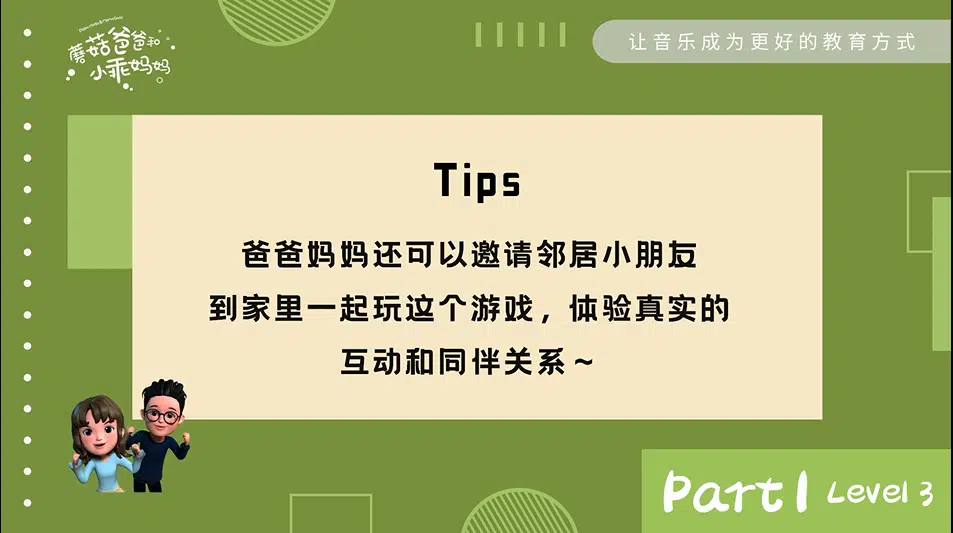 蘑菇爸爸和
小乖妈妈
让音乐成为更好的教育方式
Tips
爸爸妈妈还可以邀请邻居小朋友
到家里一起玩这个游戏，体验真实的
互动和同伴关系～
Part1 Level 3